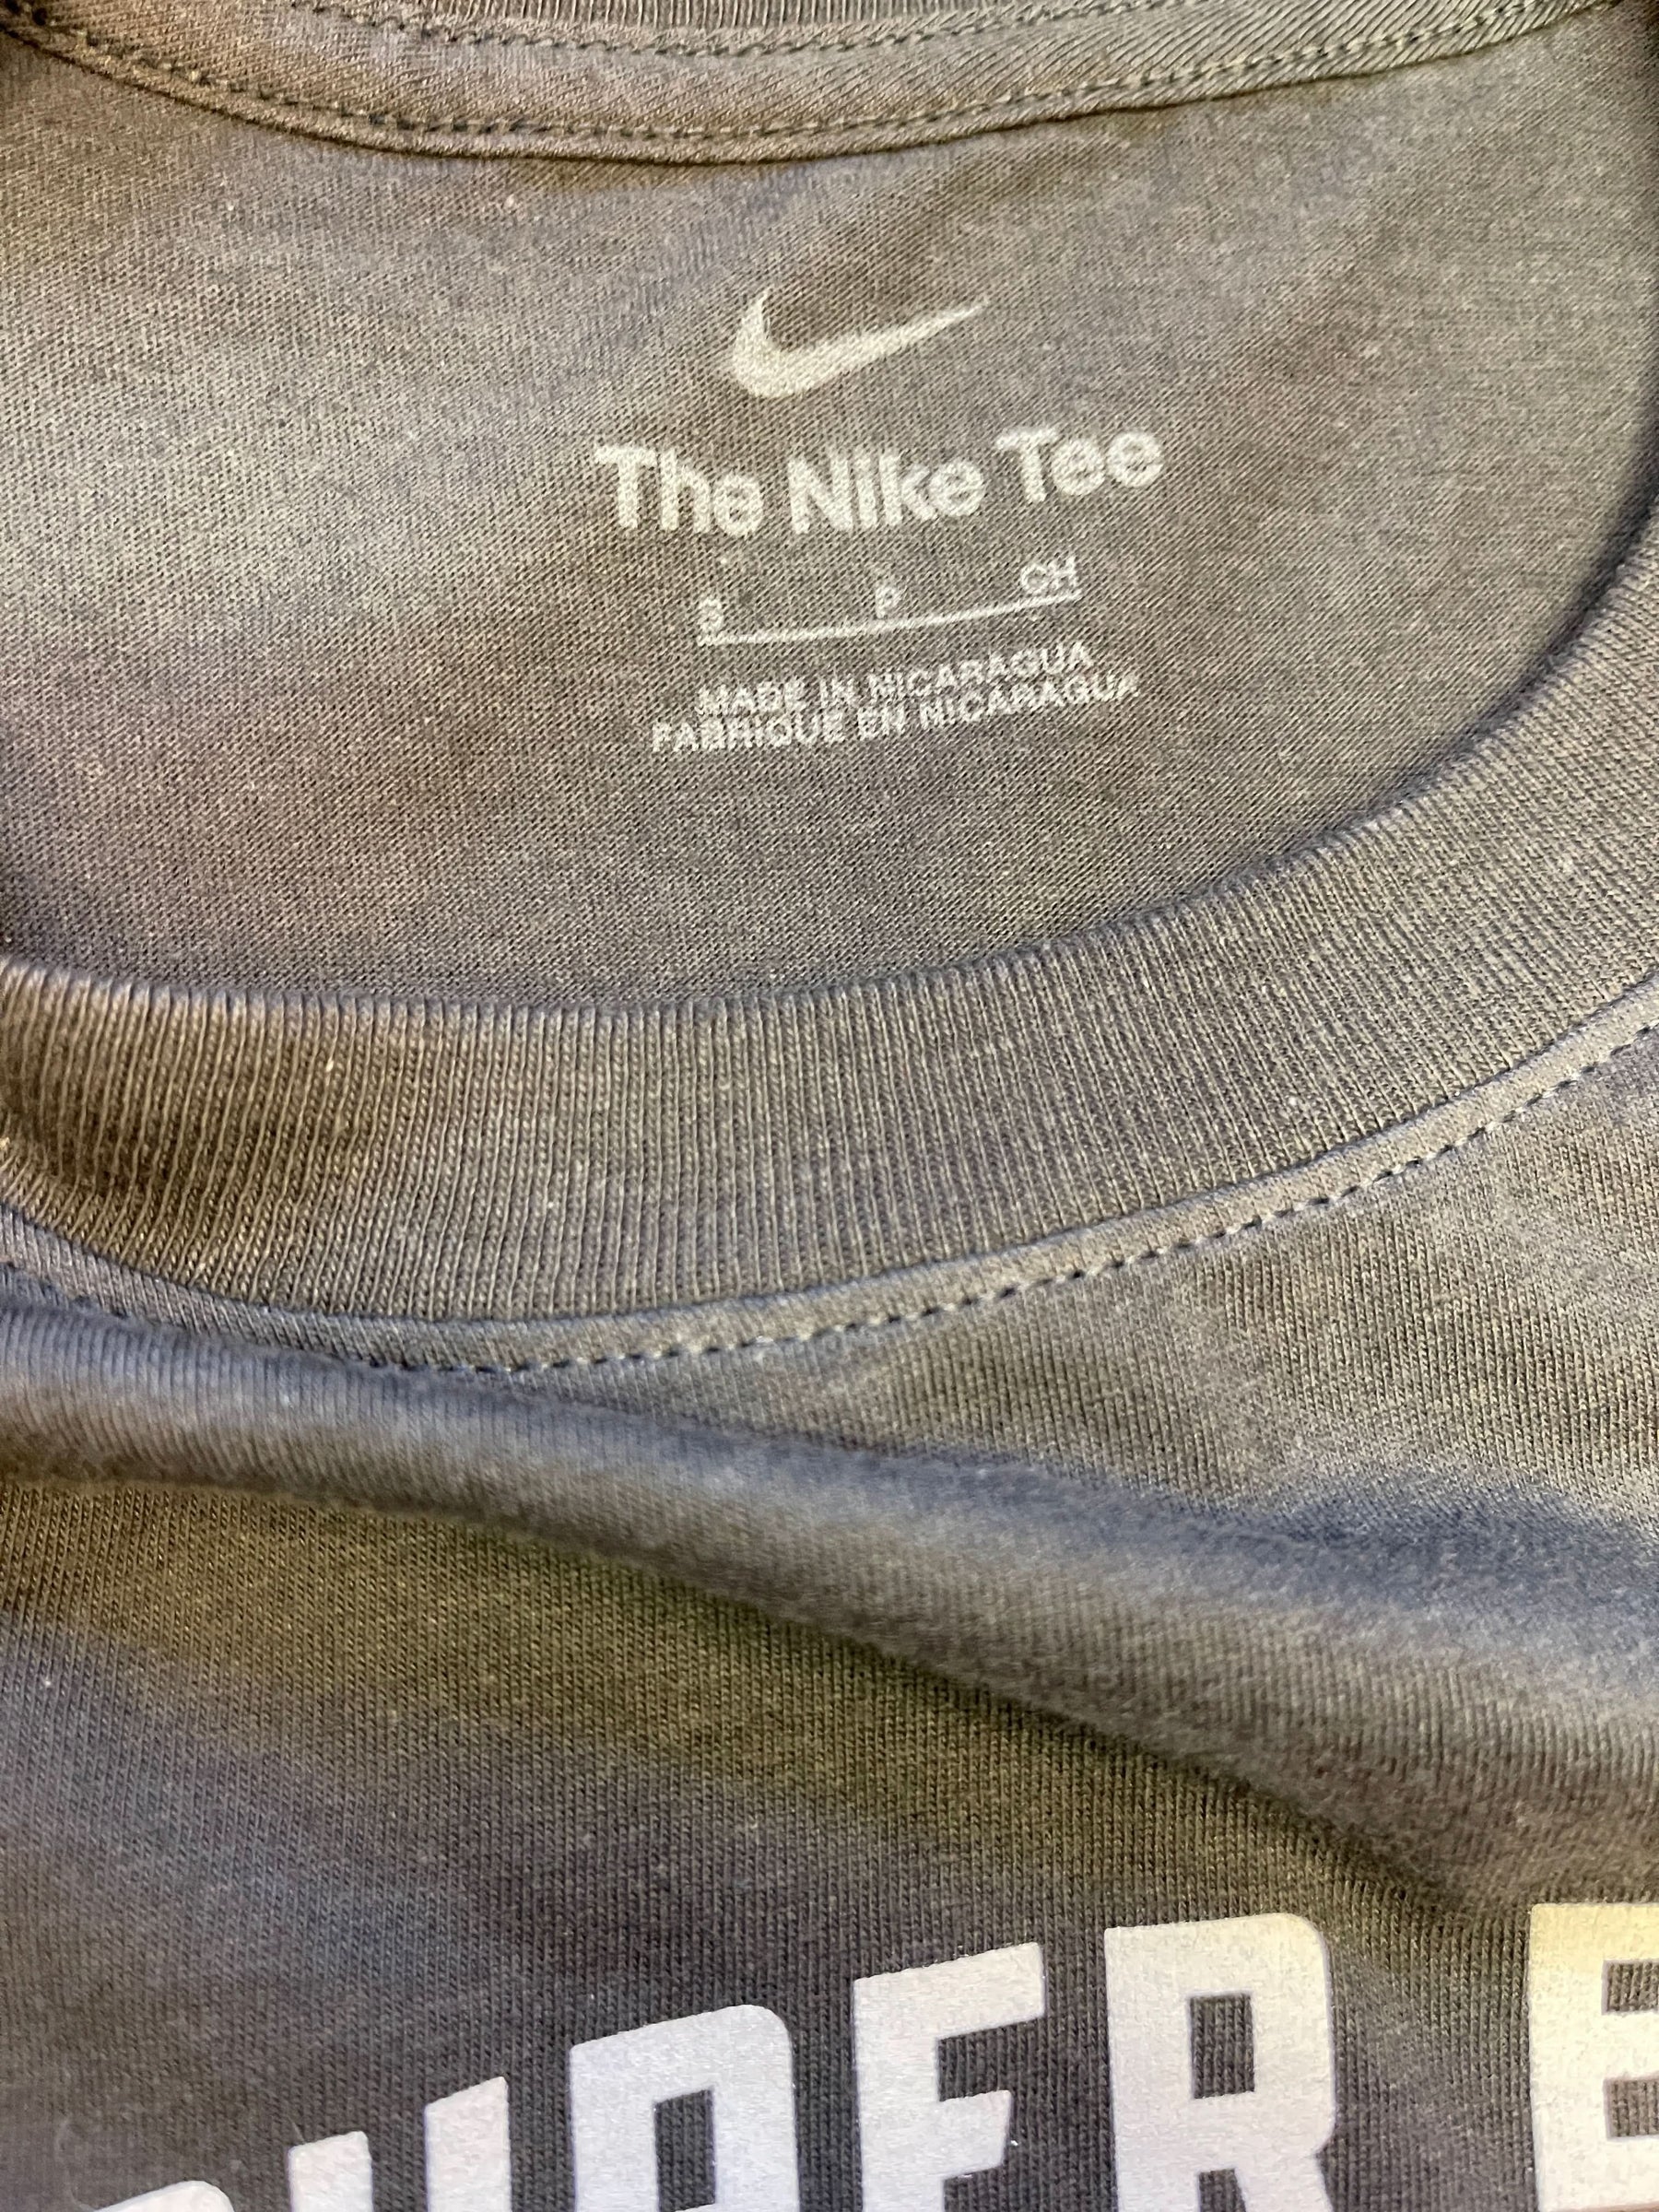 The Nike Tee
S P CH
MADE IN NICARAGUA
FABRIQUE EN NICARAGUA